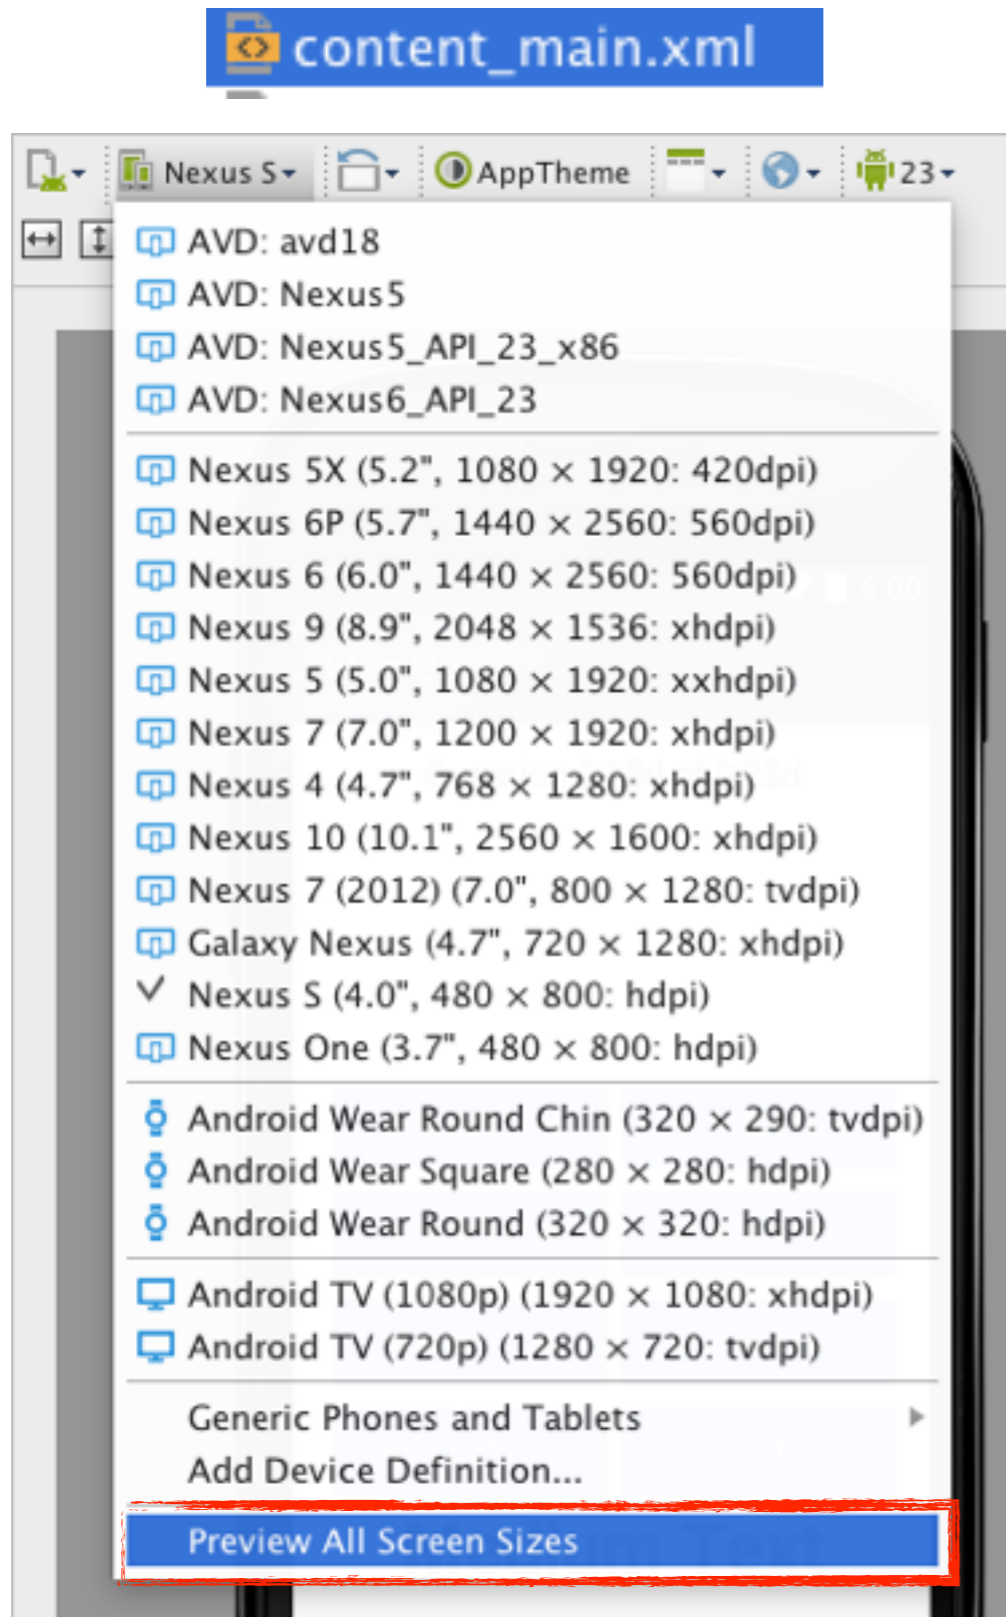 content_main.xml
Nexus S
AppTheme
23
AVD: avd18
AVD: Nexus5
AVD: Nexus5_API_23_x86
AVD: Nexus6_API_23
Nexus 5X (5.2", 1080 × 1920: 420dpi)
Nexus 6P (5.7", 1440 × 2560: 560dpi)
Nexus 6 (6.0", 1440 × 2560: 560dpi)
6:00
Nexus 9 (8.9", 2048 × 1536: xhdpi)
Nexus 5 (5.0", 1080 × 1920: xxhdpi)
Nexus 7 (7.0", 1200 × 1920: xhdpi)
Nexus 4 (4.7", 768 × 1280: xhdpi)
Nexus 10 (10.1", 2560 × 1600: xhdpi)
Nexus 7 (2012) (7.0", 800 × 1280: tvdpi)
Galaxy Nexus (4.7", 720 × 1280: xhdpi)
Nexus S (4.0", 480 × 800: hdpi)
Nexus One (3.7", 480 × 800: hdpi)
Android Wear Round Chin (320 × 290: tvdpi)
Android Wear Square (280 × 280: hdpi)
Android Wear Round (320 × 320: hdpi)
Android TV (1080p) (1920 × 1080: xhdpi)
Android TV (720p) (1280 × 720: tvdpi)
Generic Phones and Tablets
Add Device Definition...
Preview All Screen Sizes
Text